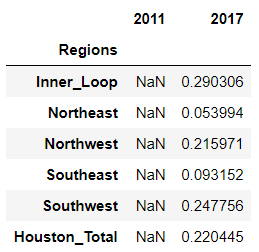 2011 2017
Regions
Inner_Loop NaN 0.290306
Northeast NaN 0.053994
Northwest NaN 0.215971
Southeast NaN 0.093152
Southwest NaN 0.247756
Houston_Total NaN 0.220445